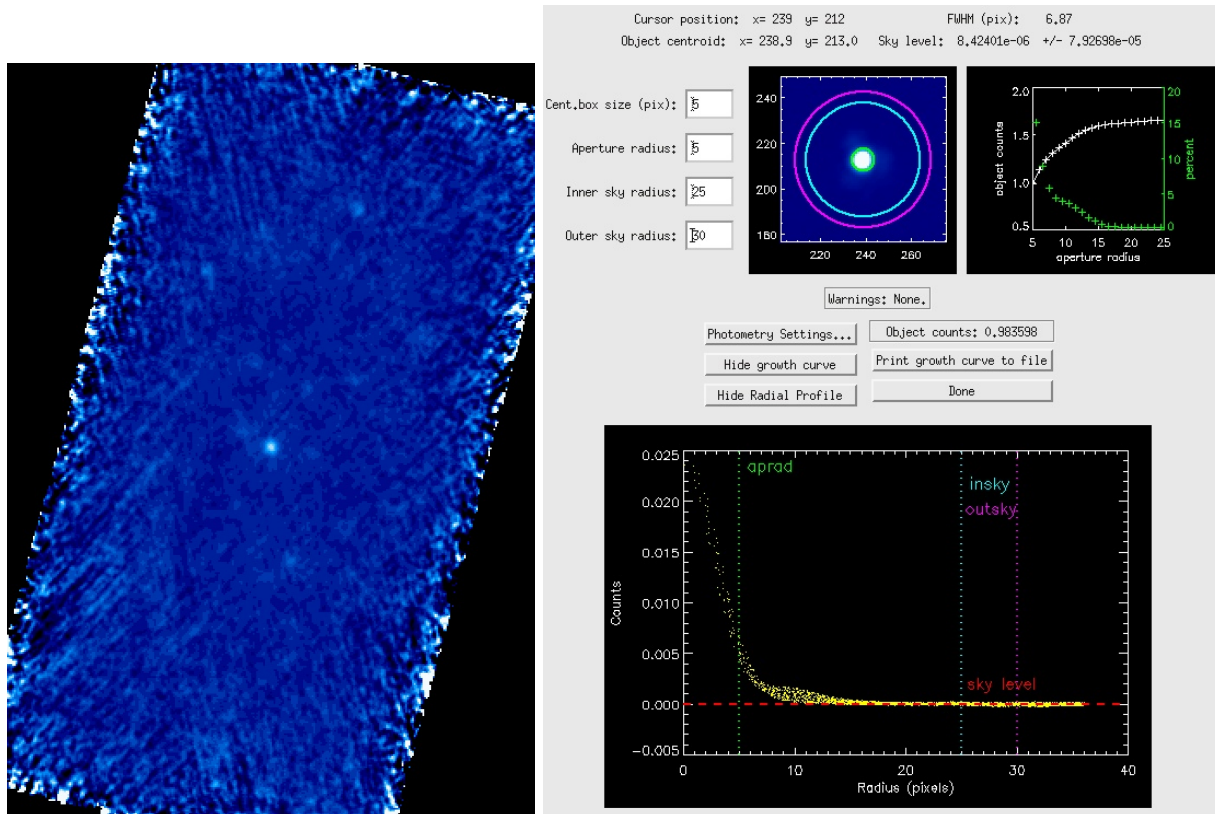 Cursor position: x= 239 y= 212 FWHM (pix): 6.87
Object centroid: x= 238.9 y= 213.0 Sky level: 8.42401e-06 +/- 7.92698e-05
Cent.box size (pix): 5
Aperture radius: 5
Inner sky radius: 25
Outer sky radius: 30
240
220
200
180
220 240 260
2.0
1.5
1.0
0.5
object counts
20
15
10
5
0
percent
5 10 15 20 25
aperture radius
Warnings: None.
Photometry Settings... Object counts: 0.983598
Hide growth curve Print growth curve to file
Hide Radial Profile Done
0.025
0.020
0.015
0.010
0.005
0.000
-0.005
Counts
aprad
insky
outsky
sky level
0 10 20 30 40
Radius (pixels)